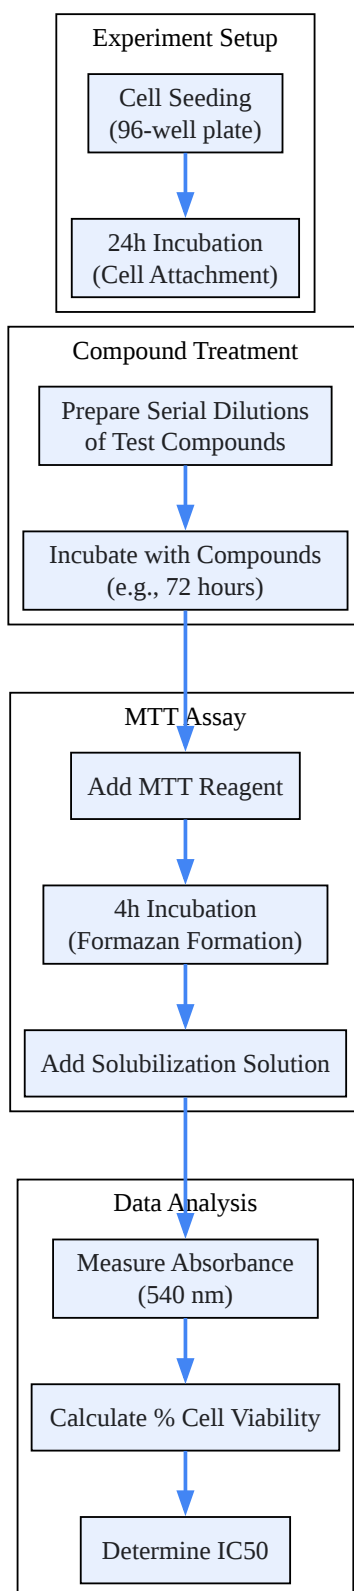 Experiment Setup
Cell Seeding
(96-well plate)
24h Incubation
(Cell Attachment)
Compound Treatment
Prepare Serial Dilutions
of Test Compounds
Incubate with Compounds
(e.g., 72 hours)
MTT Assay
Add MTT Reagent
4h Incubation
(Formazan Formation)
Add Solubilization Solution
Data Analysis
Measure Absorbance
(540 nm)
Calculate % Cell Viability
Determine IC50